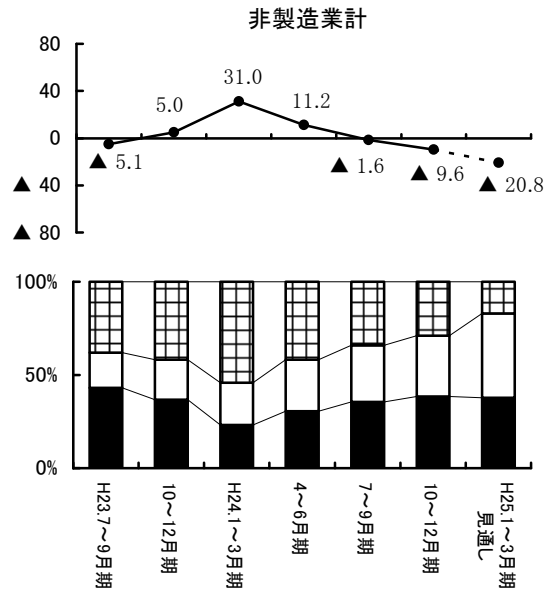 非製造業計
80
40
0
▲ 40
▲ 80
▲ 5.1
5.0
31.0
11.2
▲ 1.6
▲ 9.6
▲ 20.8
100%
50%
0%
H23.7～9月期
10～12月期
H24.1～3月期
4～6月期
7～9月期
10～12月期
H25.1～3月期
見通し